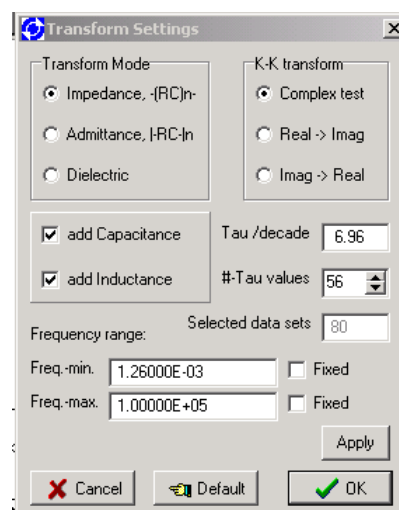 Transform Settings
Transform Mode
Impedance, -(RC)n-
Admittance, |-RC-|n
Dielectric
K-K transform
Complex test
Real -> Imag
Imag -> Real
add Capacitance
add Inductance
Tau /decade 6.96
#-Tau values 56
Selected data sets 80
Frequency range:
Freq.-min. 1.26000E-03 Fixed
Freq.-max. 1.00000E+05 Fixed
Apply
Cancel Default OK